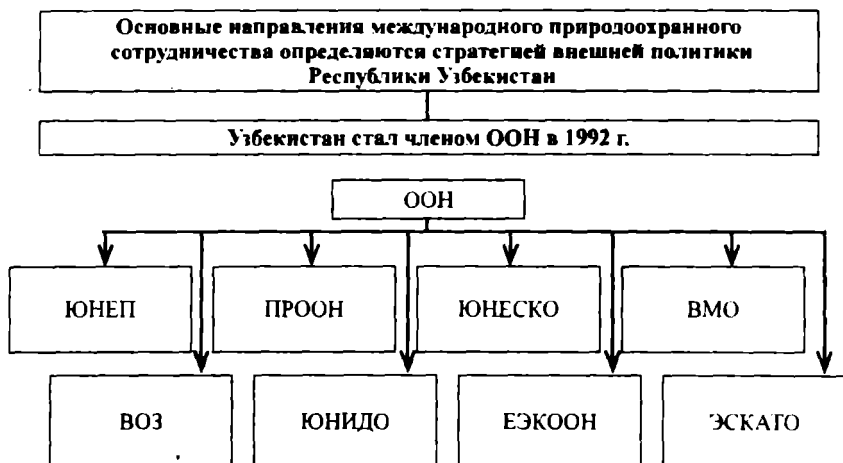 Основные направления международного природоохранного
сотрудничества определяются стратегией внешней политики
Республики Узбекистан
Узбекистан стал членом ООН в 1992 г.
ООН
ЮНЕП
ПРООН
ЮНЕСКО
ВМО
ВОЗ
ЮНИДО
ЕЭКООН
ЭСКАТО